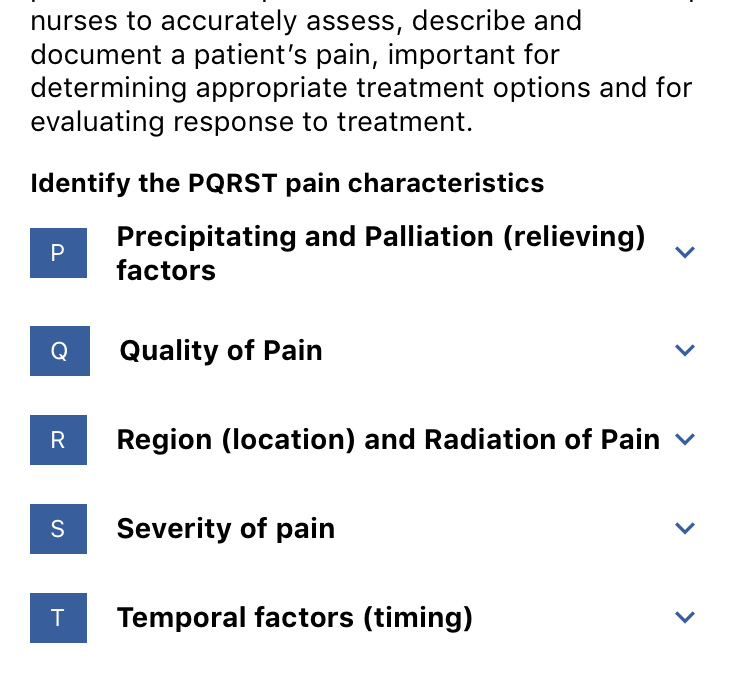 nurses to accurately assess, describe and
document a patient’s pain, important for
determining appropriate treatment options and for
evaluating response to treatment.
Identify the PQRST pain characteristics
P Precipitating and Palliation (relieving)
factors
Q Quality of Pain
R Region (location) and Radiation of Pain
S Severity of pain
T Temporal factors (timing)